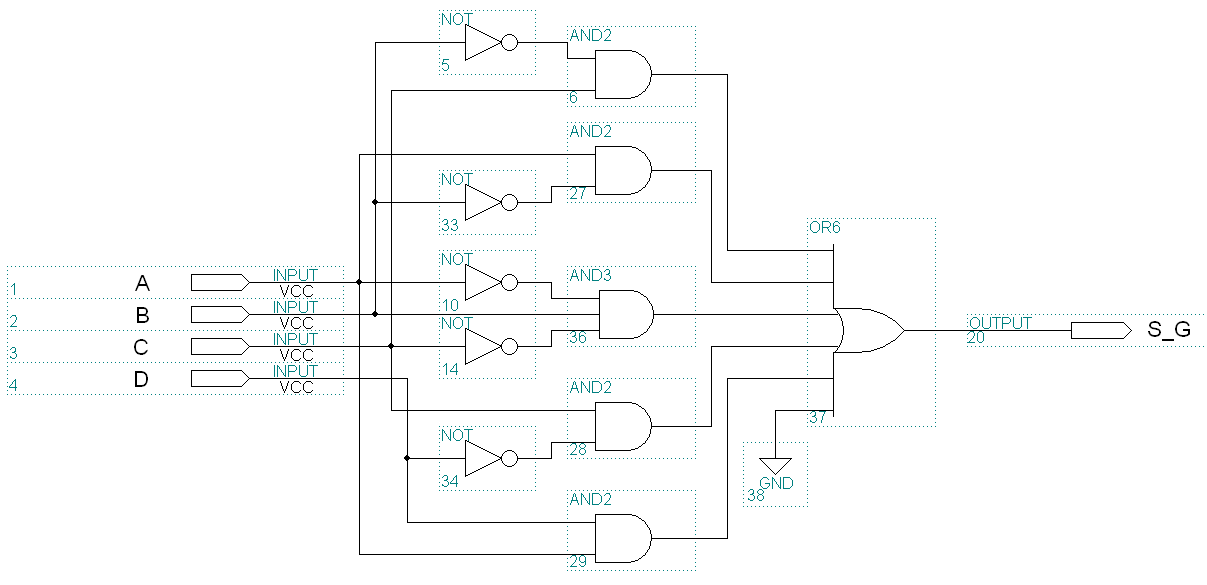 NOT
5
AND2
6
AND2
27
NOT
33
NOT
10
AND3
36
NOT
14
AND2
28
NOT
34
AND2
29
1 A INPUT
VCC
2 B INPUT
VCC
3 C INPUT
VCC
4 D INPUT
VCC
OR6
37
GND
38
OUTPUT
20
S_G